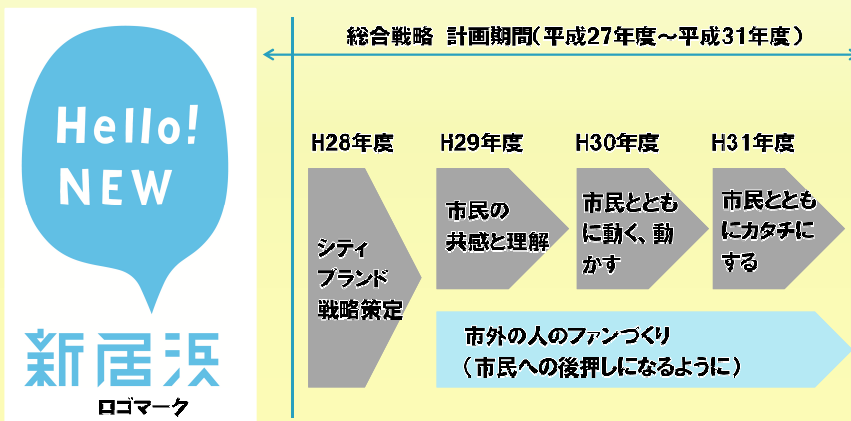 総合戦略 計画期間(平成27年度~平成31年度)
Hello!
NEW
新居浜
ロゴマーク
H28年度
H29年度
H30年度
H31年度
シティ
ブランド
戦略策定
市民の
共感と理解
市民ととも
に動く、動
かす
市民ととも
にカタチに
する
市外の人のファンづくり
(市民への後押しになるように)